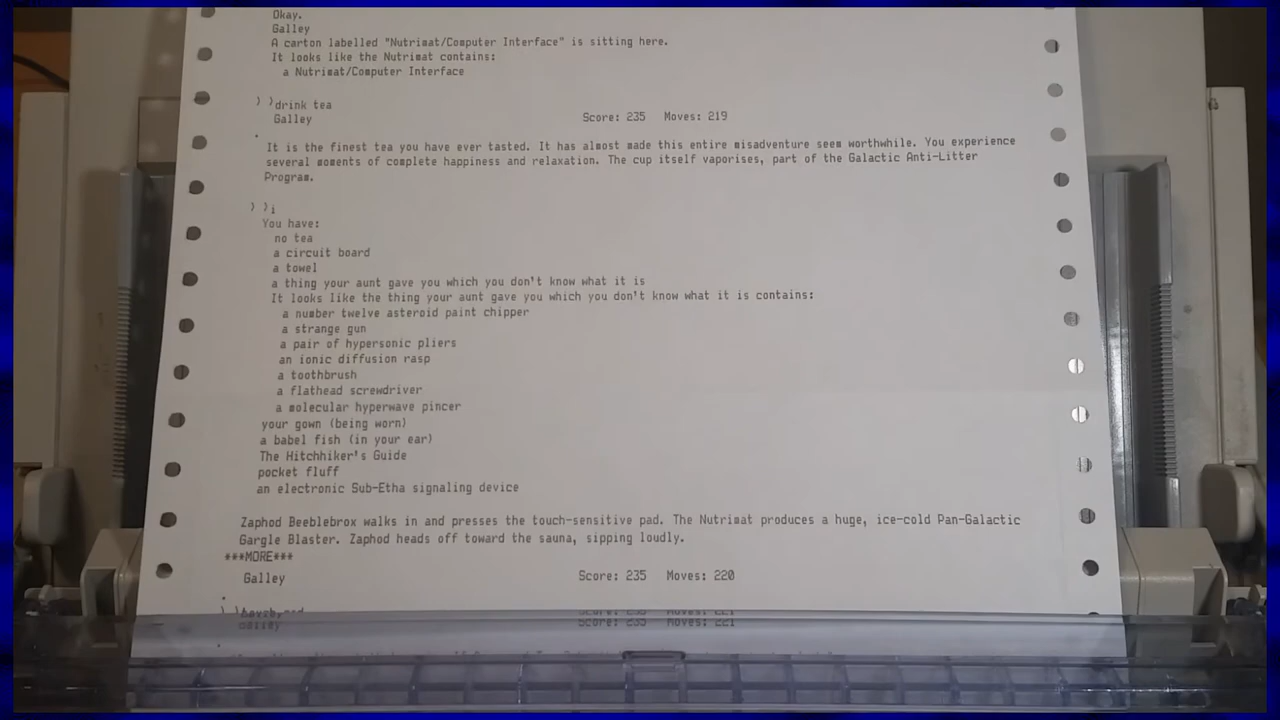 Okay.
Galley
A carton labelled "Nutrimat/Computer Interface" is sitting here.
It looks like the Nutrimat contains:
a Nutrimat/Computer Interface
) )drink tea
Galley Score: 235 Moves: 219
It is the finest tea you have ever tasted. It has almost made this entire misadventure seem worthwhile. You experience
several moments of complete happiness and relaxation. The cup itself vaporises, part of the Galactic Anti-Litter
Program.
) )i
You have:
no tea
a circuit board
a towel
a thing your aunt gave you which you don't know what it is
It looks like the thing your aunt gave you which you don't know what it is contains:
a number twelve asteroid paint chipper
a strange gun
a pair of hypersonic pliers
an ionic diffusion rasp
a toothbrush
a flathead screwdriver
a molecular hyperwave pincer
your gown (being worn)
a babel fish (in your ear)
The Hitchhiker's Guide
pocket fluff
an electronic Sub-Etha signaling device
Zaphod Beeblebrox walks in and presses the touch-sensitive pad. The Nutrimat produces a huge, ice-cold Pan-Galactic
Gargle Blaster. Zaphod heads off toward the sauna, sipping loudly.
***MORE***
Galley Score: 235 Moves: 220
Score: 235 Moves: 221